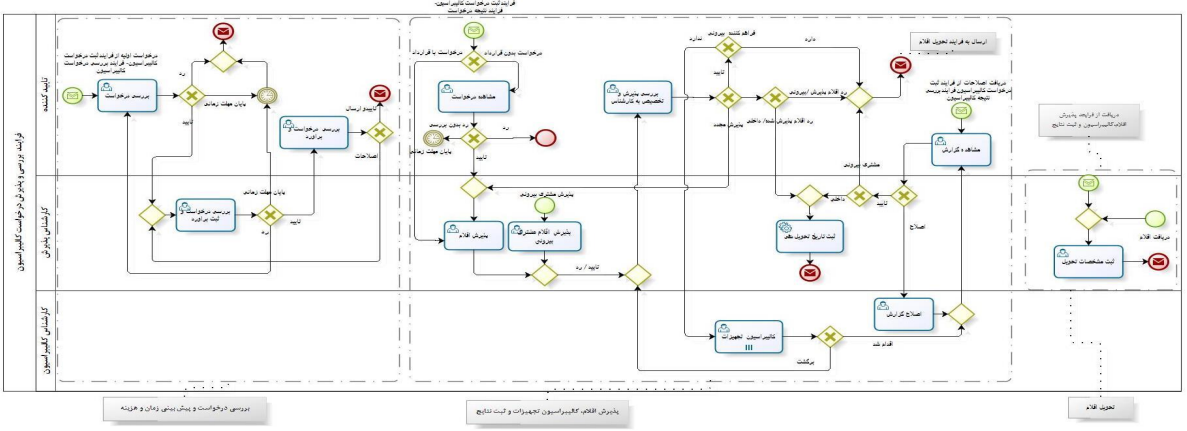 فرایند بررسی و پذیرش درخواست کالیبراسیون
تایید کننده
کارشناس پذیرش
کارشناس کالیبراسیون
درخواست اولیه از فرایند ثبت درخواست
کالیبراسیون- فرایند بررسی درخواست
کالیبراسیون
بررسی درخواست
رد
تایید
پایان مهلت زمانی
بررسی درخواست و
ثبت براورد
پایان مهلت زمانی
تایید
رد
بررسی درخواست و
براورد
تاییدو ارسال
اصلاحات
فرایند ثبت درخواست کالیبراسیون-
فرایند نتیجه درخواست
درخواست با قرارداد
درخواست بدون قرارداد
مشاهده درخواست
رد بدون بررسی
پایان مهلت زمانی
رد
تایید
پذیرش اقلام
پذیرش مشتری بیرونی
پذیرش اقلام مشتری
بیرونی
تایید / رد
بررسی پذیرش و
تخصیص به کارشناس
فراهم کننده بیرونی
ندارد
دارد
تایید
پذیرش مجدد
رد اقلام پذیرش /بیرونی
رد اقلام پذیرش شده/ داخلی
ارسال به فرایند تحویل اقلام
دریافت اصلاحات از فرایند ثبت
درخواست کالیبراسیون فرایند بررسی
نتیجه کالیبراسیون
مشاهده گزارش
مشتری بیرونی
داخلی
تایید
اصلاح
ثبت تاریخ تحویل
اصلاح گزارش
کالیبراسیون تجهیزات
اقدام شد
برگشت
دریافت از فرایند پذیرش
اقلام،کالیبراسیون و ثبت نتایج
دریافت اقلام
ثبت مشخصات تحویل
بررسی درخواست و پیش بینی زمان و هزینه
پذیرش اقلام، کالیبراسیون تجهیزات و ثبت نتایج
تحویل اقلام